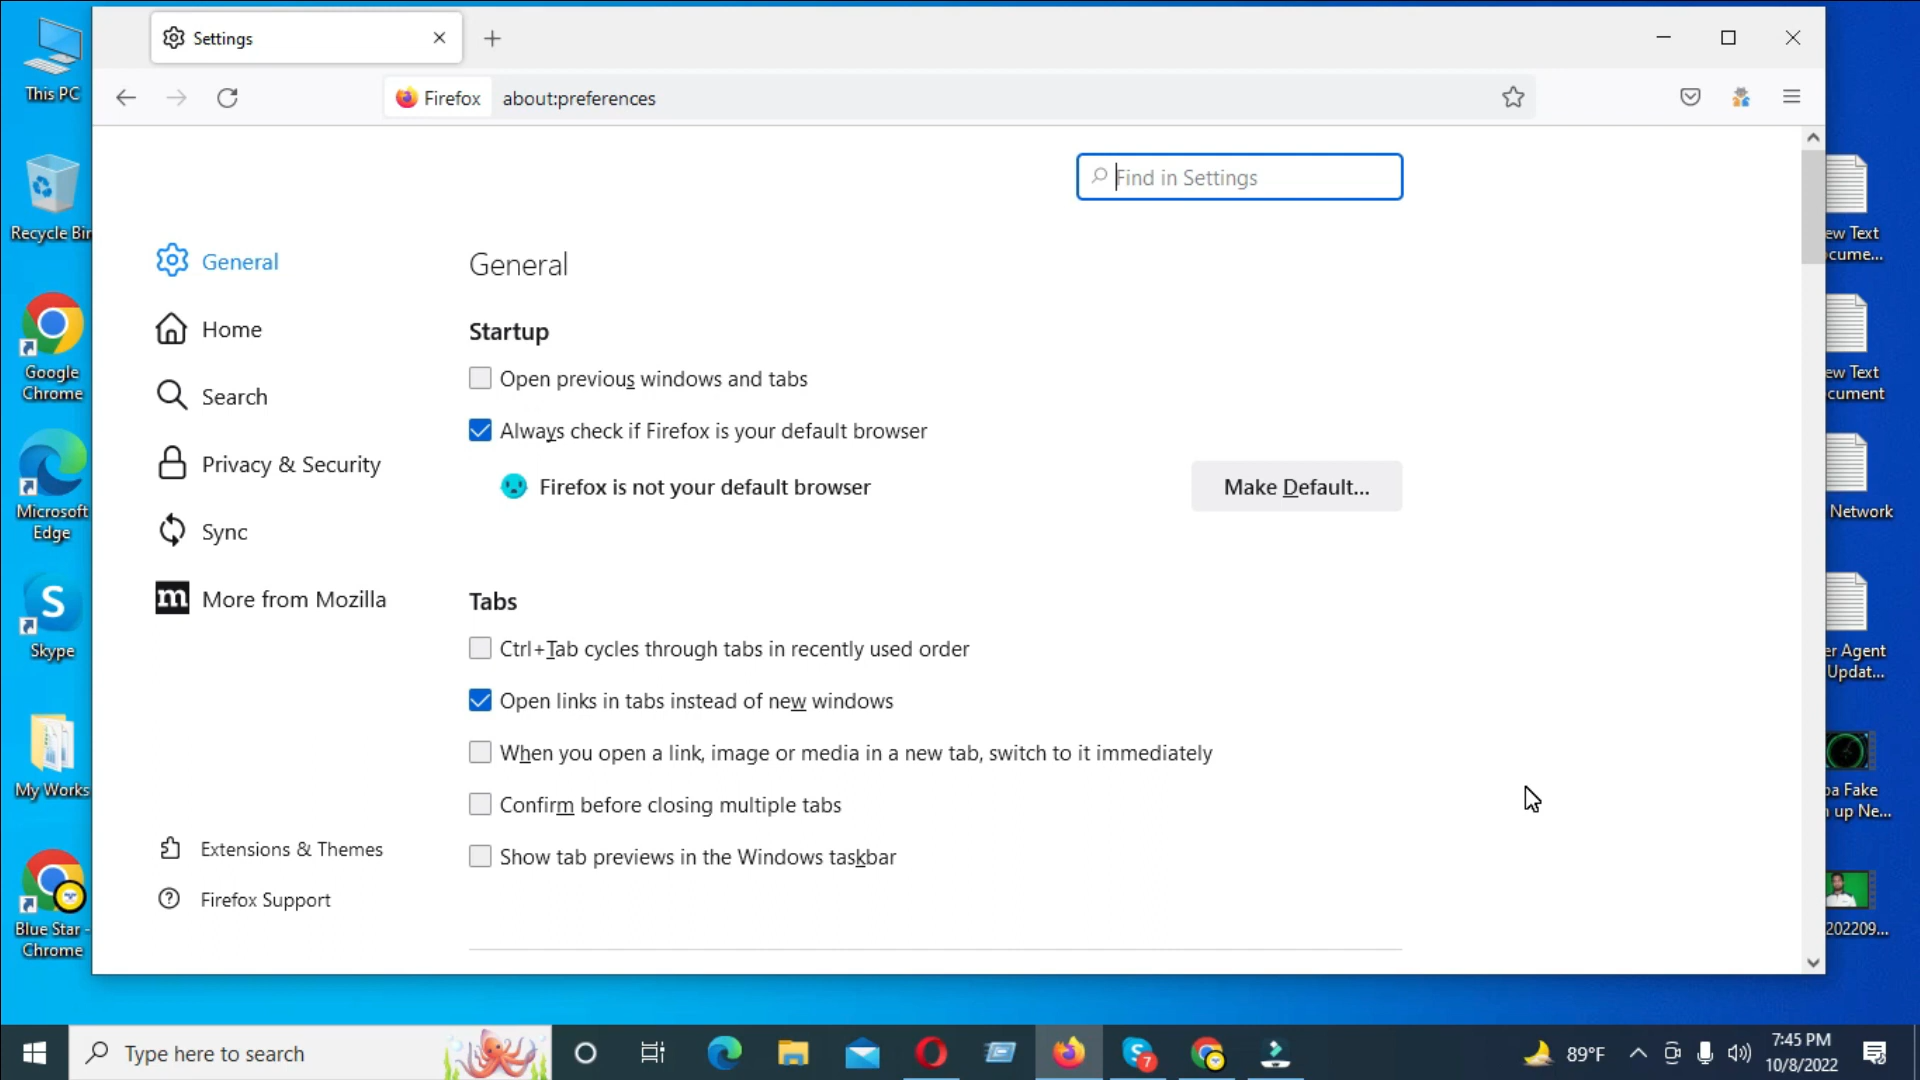 Settings
Firefox
about:preferences
Find in Settings
General
Home
Search
Privacy & Security
Sync
m More from Mozilla
Extensions & Themes
Firefox Support
General
Startup
Open previous windows and tabs
Always check if Firefox is your default browser
Firefox is not your default browser
Make Default...
Tabs
Ctrl+Tab cycles through tabs in recently used order
Open links in tabs instead of new windows
When you open a link, image or media in a new tab, switch to it immediately
Confirm before closing multiple tabs
Show tab previews in the Windows taskbar
This PC
Recycle Bin
Google
Chrome
Microsoft
Edge
S
Skype
My Works
Blue Star -
Chrome
ew Text
cume...
ew Text
cument
Network
er Agent
Updat...
pa Fake
up Ne...
202209...
Type here to search
S 7
89°F
7:45 PM
10/8/2022